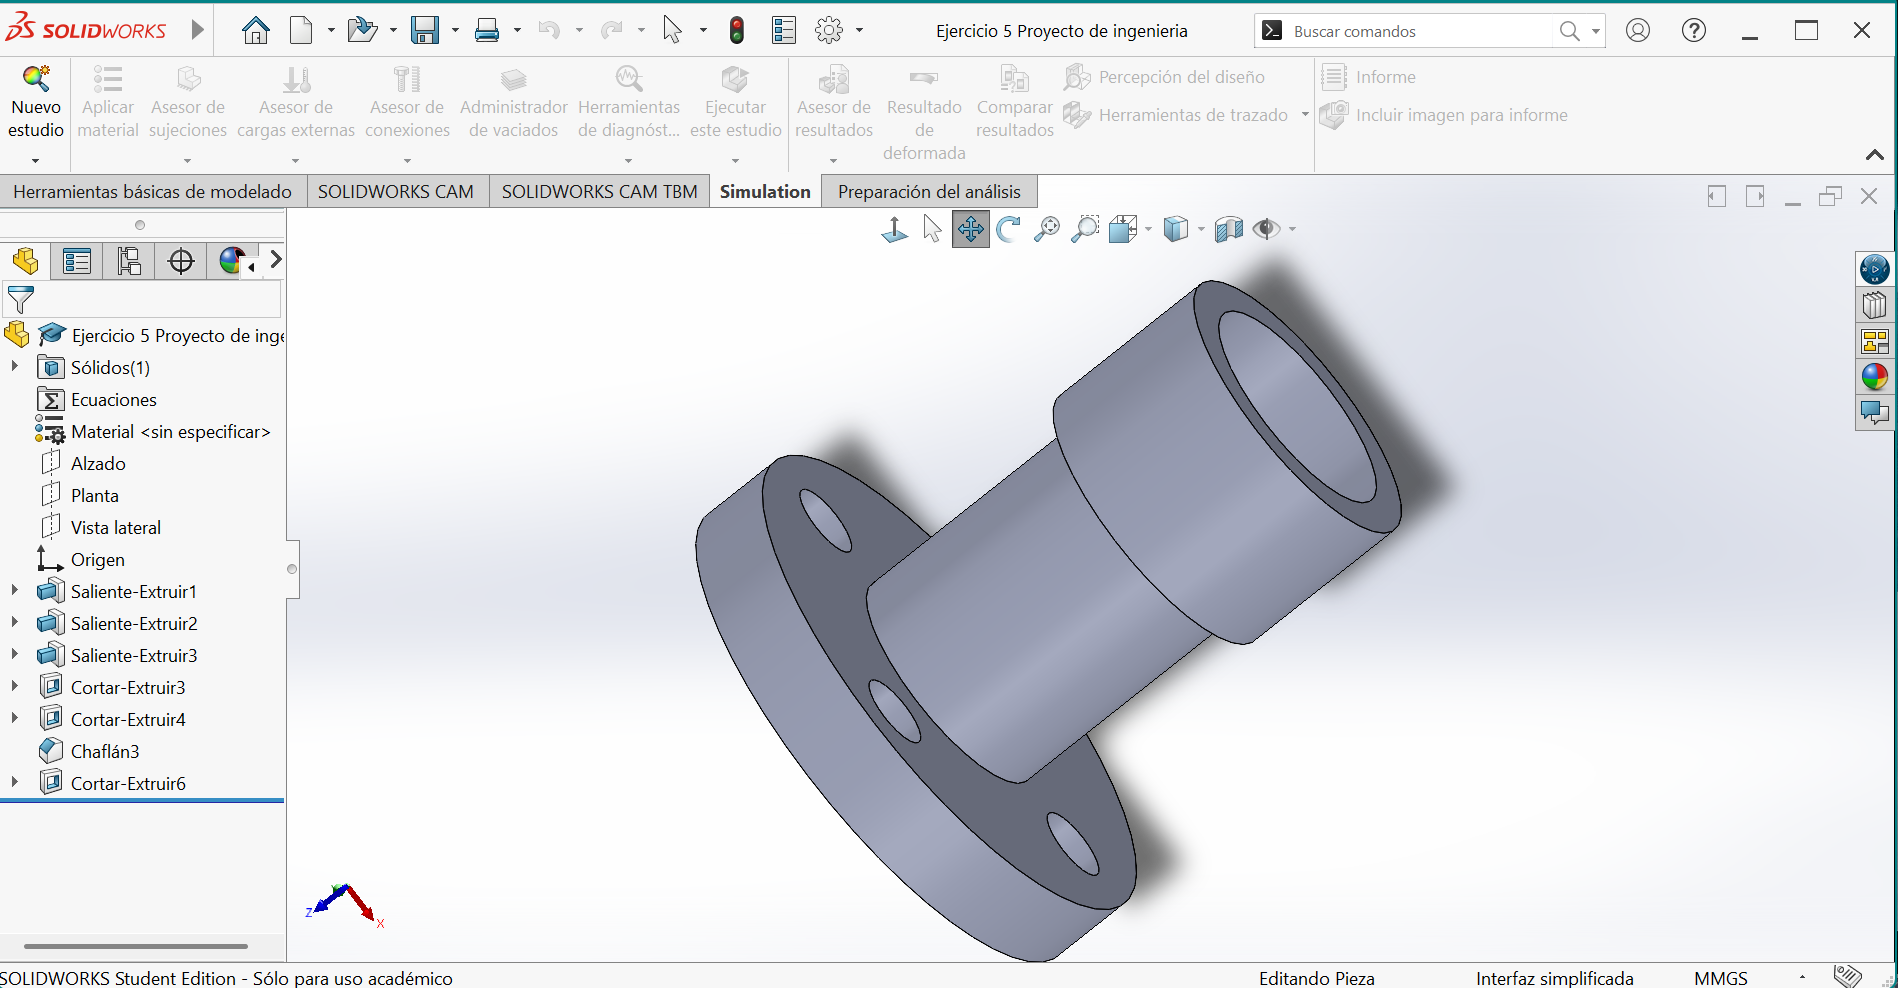 SOLIDWORKS
Ejercicio 5 Proyecto de ingenieria
Buscar comandos
Nuevo estudio
Aplicar material
Asesor de sujeciones
Asesor de cargas externas
Asesor de conexiones
Administrador de vaciados
Herramientas de diagnóst...
Ejecutar este estudio
Asesor de resultados
Resultado de deformada
Comparar resultados
Percepción del diseño
Herramientas de trazado
Informe
Incluir imagen para informe
Herramientas básicas de modelado
SOLIDWORKS CAM
SOLIDWORKS CAM TBM
Simulation
Preparación del análisis
Ejercicio 5 Proyecto de inge
Sólidos(1)
Ecuaciones
Material <sin especificar>
Alzado
Planta
Vista lateral
Origen
Saliente-Extruir1
Saliente-Extruir2
Saliente-Extruir3
Cortar-Extruir3
Cortar-Extruir4
Chaflán3
Cortar-Extruir6
Z
X
SOLIDWORKS Student Edition - Sólo para uso académico
Editando Pieza
Interfaz simplificada
MMGS